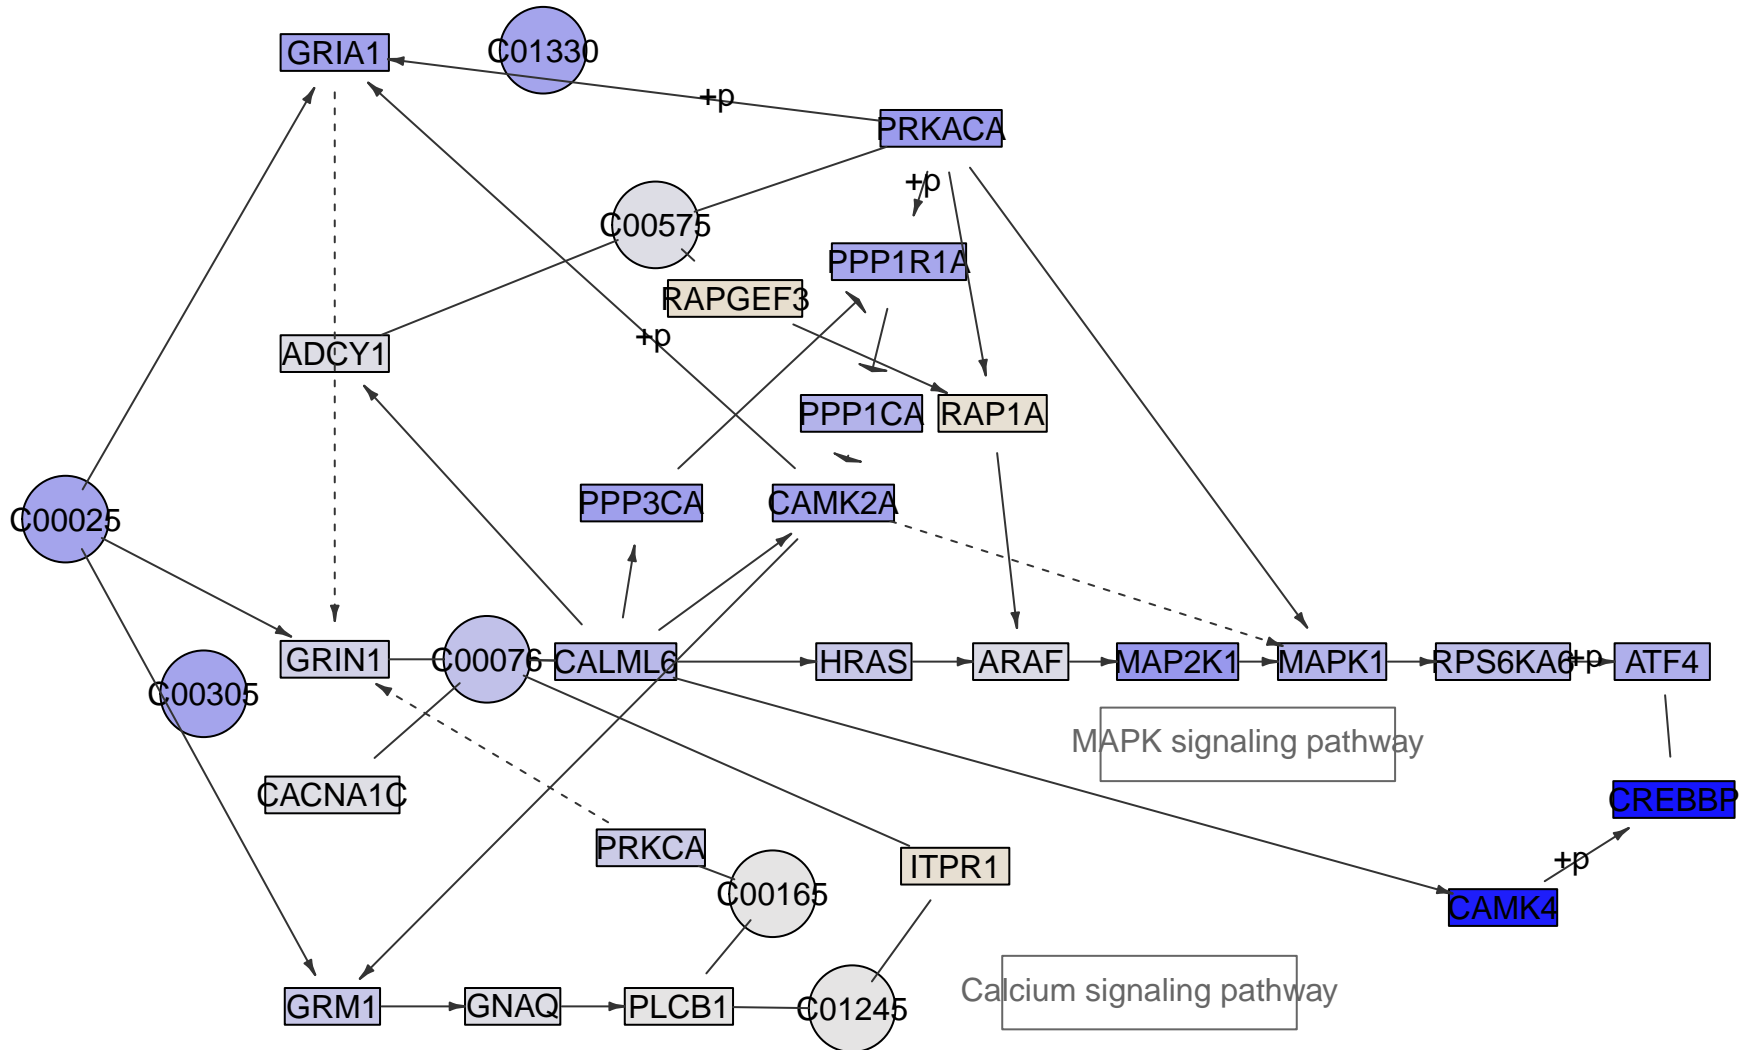 GRIA1
C01330
+p
PRKACA
+p
C00575
PPP1R1A
RAPGEF3
+p
ADCY1
PPP1CA
RAP1A
PPP3CA
CAMK2A
C00025
GRIN1
C00076
CALML6
HRAS
ARAF
MAP2K1
MAPK1
RPS6KA6
+p
ATF4
C00305
MAPK signaling pathway
CACNA1C
CREBBP
PRKCA
ITPR1
+p
C00165
CAMK4
Calcium signaling pathway
GRM1
GNAQ
PLCB1
C01245